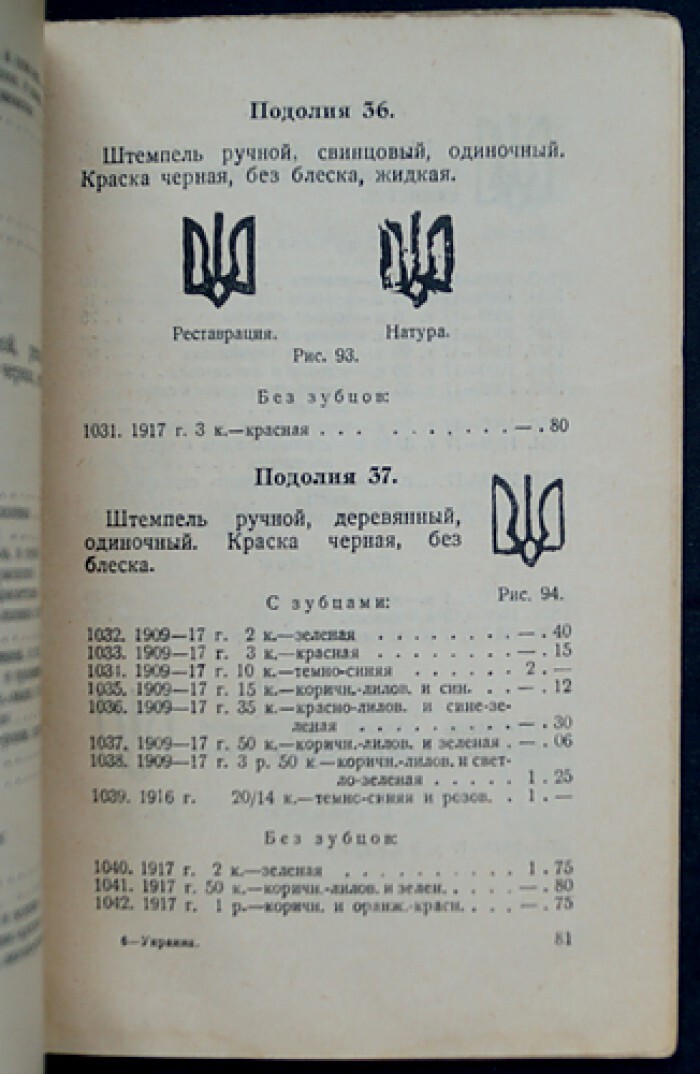 Подолия 36.
Штемпель ручной, свинцовый, одиночный.
Краска черная, без блеска, жидкая.
Реставрация. Натура.
Рис. 93.
Без зубцов:
1031. 1917 г. 3 к.—красная . . . . . . . . . . . — . 80
Подолия 37.
Штемпель ручной, деревянный,
одиночный. Краска черная, без
блеска.
Рис. 94.
С зубцами:
1032. 1909—17 г. 2 к.—зеленая . . . . . . . . — . 40
1033. 1909—17 г. 3 к.—красная . . . . . . . . — . 15
1034. 1909—17 г. 10 к.—темно-синяя . . . . . . 2 . —
1035. 1909—17 г. 15 к.—коричн.-лилов. и син. . . — . 12
1036. 1909—17 г. 35 к.—красно-лилов. и сине-зе-
леная . . . . . . . . . — . 30
1037. 1909—17 г. 50 к.—коричн.-лилов. и зеленая . — . 06
1038. 1909—17 г. 3 р. 50 к.—коричн.-лилов. и свет-
ло-зеленая . . . . . 1 . 25
1039. 1916 г. 20/14 к.—темно-синяя и розов. . 1 . —
Без зубцов:
1040. 1917 г. 2 к.—зеленая . . . . . . . . . . 1 . 75
1041. 1917 г. 50 к.—коричн.-лилов. и зелен. . . . . — . 80
1042. 1917 г. 1 р.—коричн. и оранж.-красн. . . . — . 75
6—Украина. 81